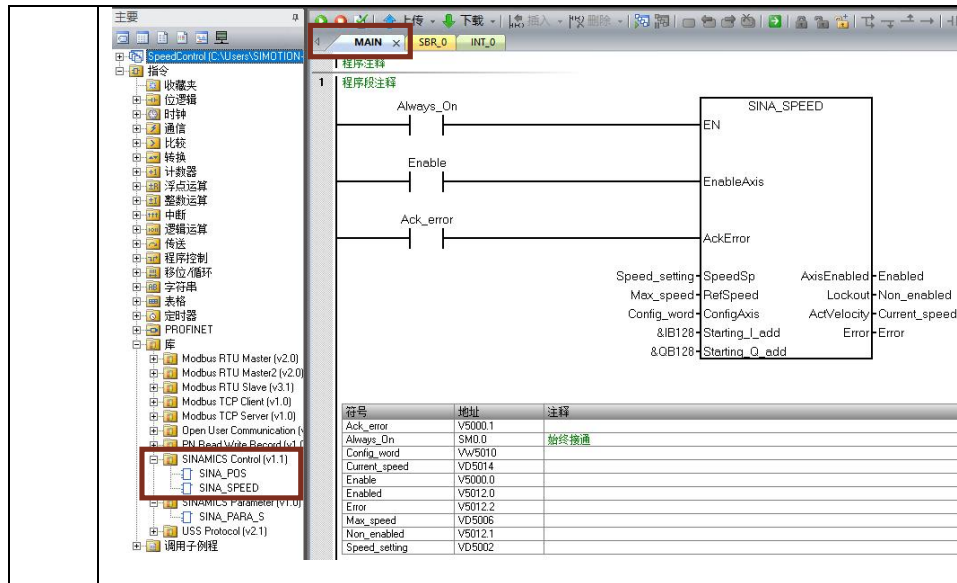 主要
上传 下载 插入 删除
MAIN × SBR_0 INT_0
SpeedControl (C:\Users\SIMOTION-
指令
收藏夹
位逻辑
时钟
通信
比较
转换
计数器
浮点运算
整数运算
中断
逻辑运算
传送
程序控制
移位/循环
字符串
表格
定时器
PROFINET
库
Modbus RTU Master (v2.0)
Modbus RTU Master2 (v2.0)
Modbus RTU Slave (v3.1)
Modbus TCP Client (v1.0)
Modbus TCP Server (v1.0)
Open User Communication (
PN Read Write Record (v1.0
SINAMICS Control (v1.1)
SINA_POS
SINA_SPEED
SINAMICS Parameter (v1.0)
SINA_PARA_S
USS Protocol (v2.1)
调用子例程
程序注释
1 程序段注释
Always_On SINA_SPEED
EN
Enable
EnableAxis
Ack_error
AckError
Speed_setting SpeedSp AxisEnabled Enabled
Max_speed RefSpeed Lockout Non_enabled
Config_word ConfigAxis ActVelocity Current_speed
&IB128 Starting_I_add Error Error
&QB128 Starting_Q_add
符号 地址 注释
Ack_error V5000.1
Always_On SM0.0 始终接通
Config_word VW5010
Current_speed VD5014
Enable V5000.0
Enabled V5012.0
Error V5012.2
Max_speed VD5006
Non_enabled V5012.1
Speed_setting VD5002